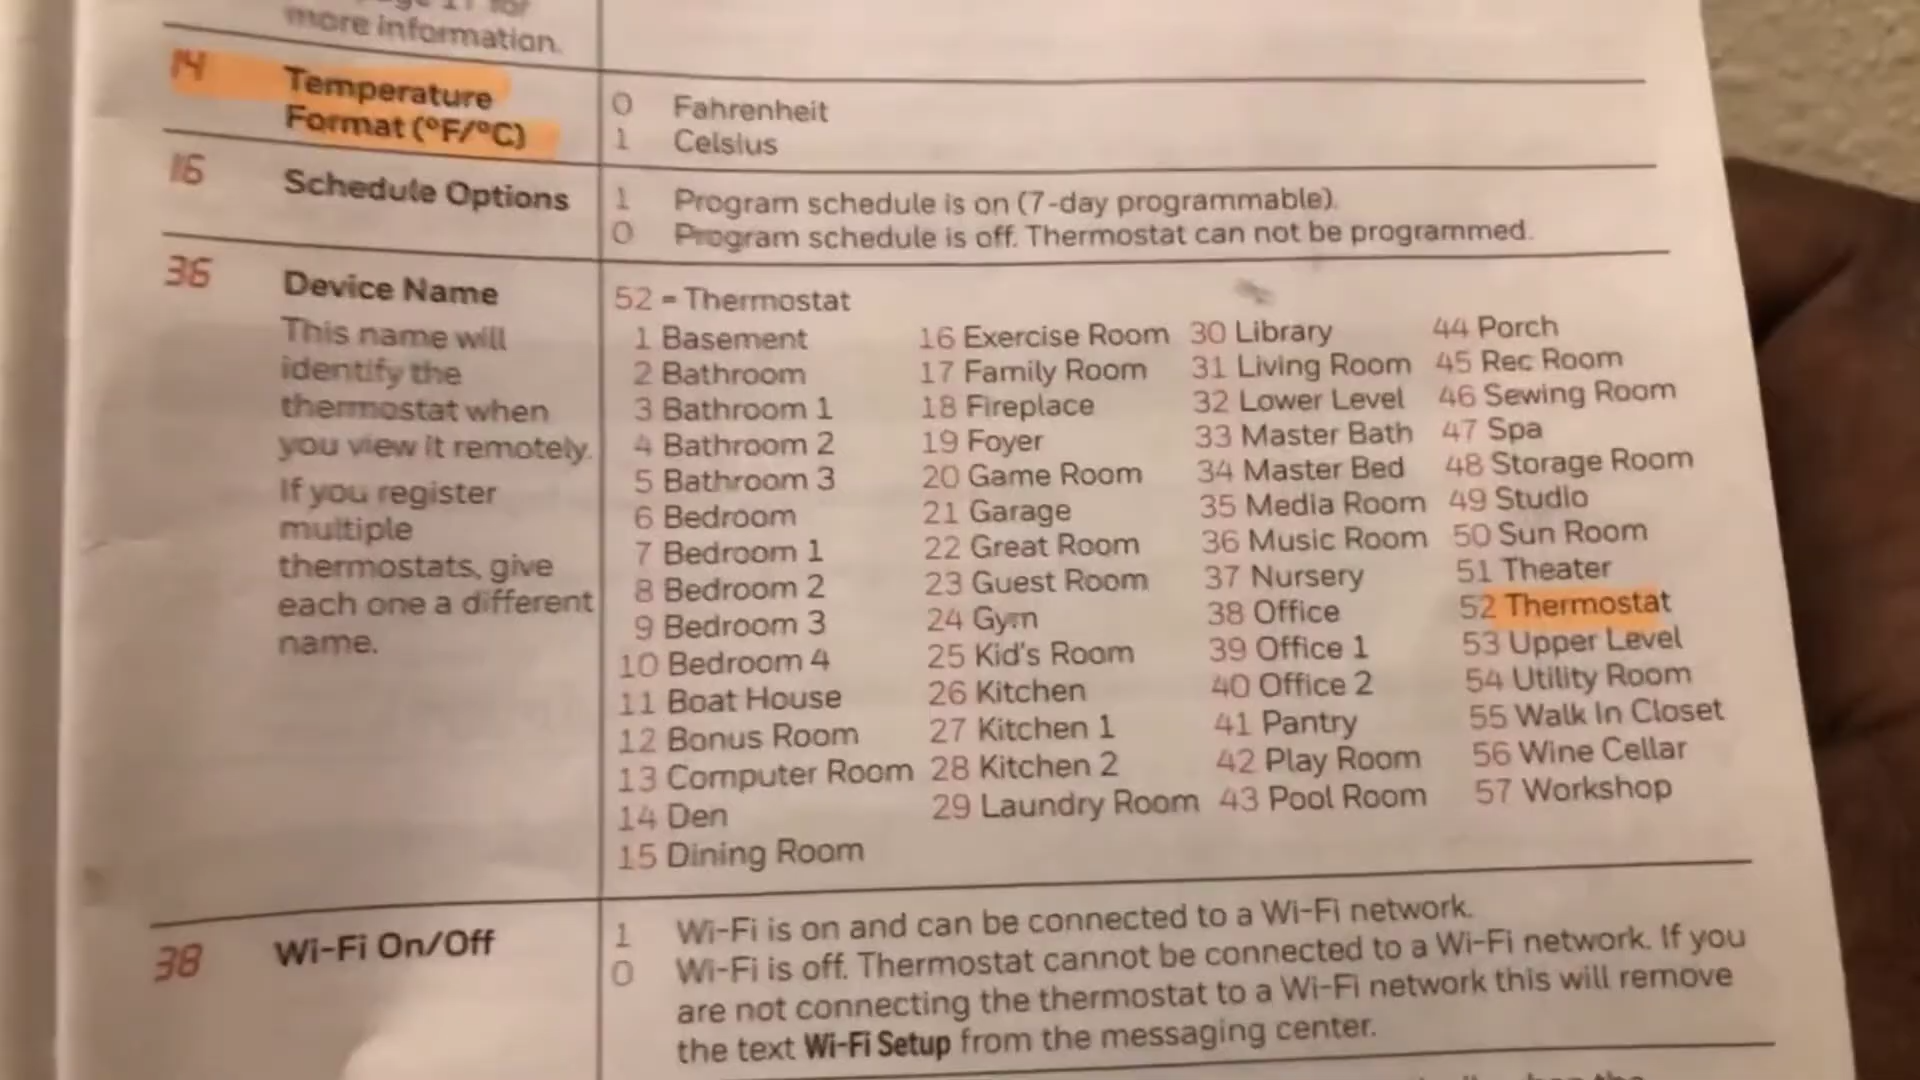 more information.
14 Temperature
Format (°F/°C)
0 Fahrenheit
1 Celsius
16 Schedule Options
1 Program schedule is on (7-day programmable).
0 Program schedule is off. Thermostat can not be programmed.
36 Device Name
This name will
identify the
thermostat when
you view it remotely.
If you register
multiple
thermostats, give
each one a different
name.
52 = Thermostat
1 Basement
2 Bathroom
3 Bathroom 1
4 Bathroom 2
5 Bathroom 3
6 Bedroom
7 Bedroom 1
8 Bedroom 2
9 Bedroom 3
10 Bedroom 4
11 Boat House
12 Bonus Room
13 Computer Room
14 Den
15 Dining Room
16 Exercise Room
17 Family Room
18 Fireplace
19 Foyer
20 Game Room
21 Garage
22 Great Room
23 Guest Room
24 Gym
25 Kid's Room
26 Kitchen
27 Kitchen 1
28 Kitchen 2
29 Laundry Room
30 Library
31 Living Room
32 Lower Level
33 Master Bath
34 Master Bed
35 Media Room
36 Music Room
37 Nursery
38 Office
39 Office 1
40 Office 2
41 Pantry
42 Play Room
43 Pool Room
44 Porch
45 Rec Room
46 Sewing Room
47 Spa
48 Storage Room
49 Studio
50 Sun Room
51 Theater
52 Thermostat
53 Upper Level
54 Utility Room
55 Walk In Closet
56 Wine Cellar
57 Workshop
38 Wi-Fi On/Off
1 Wi-Fi is on and can be connected to a Wi-Fi network.
0 Wi-Fi is off. Thermostat cannot be connected to a Wi-Fi network. If you
are not connecting the thermostat to a Wi-Fi network this will remove
the text Wi-Fi Setup from the messaging center.